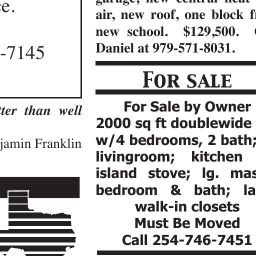 e.
-7145
tter than well
jamin Franklin
garage, new central heat
air, new roof, one block f
new school. $129,500.
Daniel at 979-571-8031.
FOR SALE
For Sale by Owner
2000 sq ft doublewide
w/4 bedrooms, 2 bath;
livingroom; kitchen
island stove; lg. mas
bedroom & bath; la
walk-in closets
Must Be Moved
Call 254-746-7451